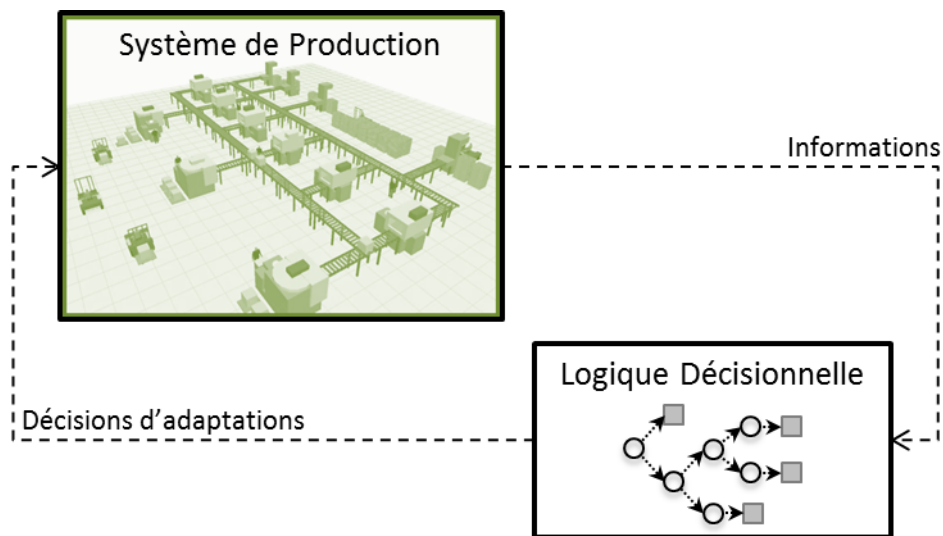 Système de Production
Informations
Logique Décisionnelle
Décisions d’adaptations